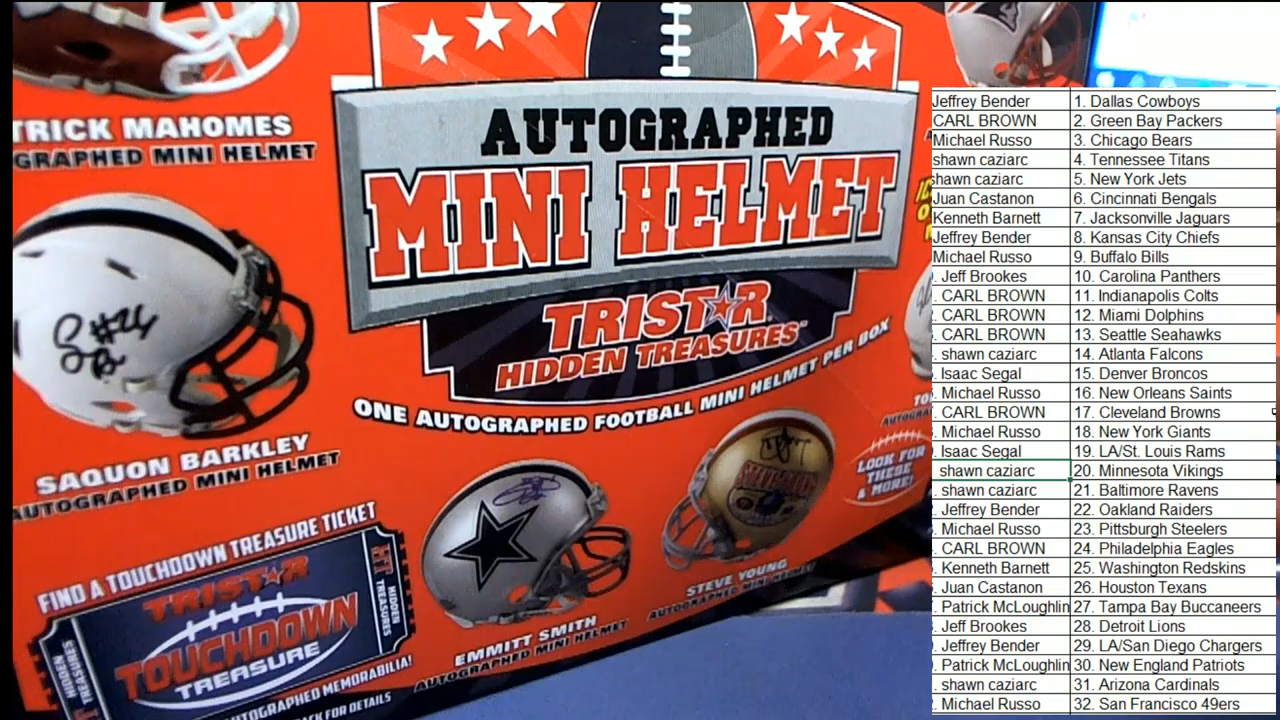 TRICK MAHOMES
GRAPHED MINI HELMET
AUTOGRAPHED
MINI HELMET
TRISTAR
HIDDEN TREASURES
ONE AUTOGRAPHED FOOTBALL MINI HELMET PER BOX
#26
SAQUON BARKLEY
AUTOGRAPHED MINI HELMET
FIND A TOUCHDOWN TREASURE TICKET
TRISTAR
TOUCHDOWN
TREASURE
HIDDEN
TREASURES
HIDDEN
TREASURES
HT
AUTOGRAPHED MEMORABILIA!
FOR DETAILS
EMMITT SMITH
AUTOGRAPHED MINI HELMET
STEVE YOUNG
AUTOGRAPHED MINI HELMET
LOOK FOR
THESE
& MORE!
Jeffrey Bender 1. Dallas Cowboys
CARL BROWN 2. Green Bay Packers
Michael Russo 3. Chicago Bears
shawn caziarc 4. Tennessee Titans
shawn caziarc 5. New York Jets
Juan Castanon 6. Cincinnati Bengals
Kenneth Barnett 7. Jacksonville Jaguars
Jeffrey Bender 8. Kansas City Chiefs
Michael Russo 9. Buffalo Bills
Jeff Brookes 10. Carolina Panthers
CARL BROWN 11. Indianapolis Colts
CARL BROWN 12. Miami Dolphins
CARL BROWN 13. Seattle Seahawks
shawn caziarc 14. Atlanta Falcons
Isaac Segal 15. Denver Broncos
Michael Russo 16. New Orleans Saints
CARL BROWN 17. Cleveland Browns
Michael Russo 18. New York Giants
Isaac Segal 19. LA/St. Louis Rams
shawn caziarc 20. Minnesota Vikings
shawn caziarc 21. Baltimore Ravens
Jeffrey Bender 22. Oakland Raiders
Michael Russo 23. Pittsburgh Steelers
CARL BROWN 24. Philadelphia Eagles
Kenneth Barnett 25. Washington Redskins
Juan Castanon 26. Houston Texans
Patrick McLoughlin 27. Tampa Bay Buccaneers
Jeff Brookes 28. Detroit Lions
Jeffrey Bender 29. LA/San Diego Chargers
Patrick McLoughlin 30. New England Patriots
shawn caziarc 31. Arizona Cardinals
Michael Russo 32. San Francisco 49ers